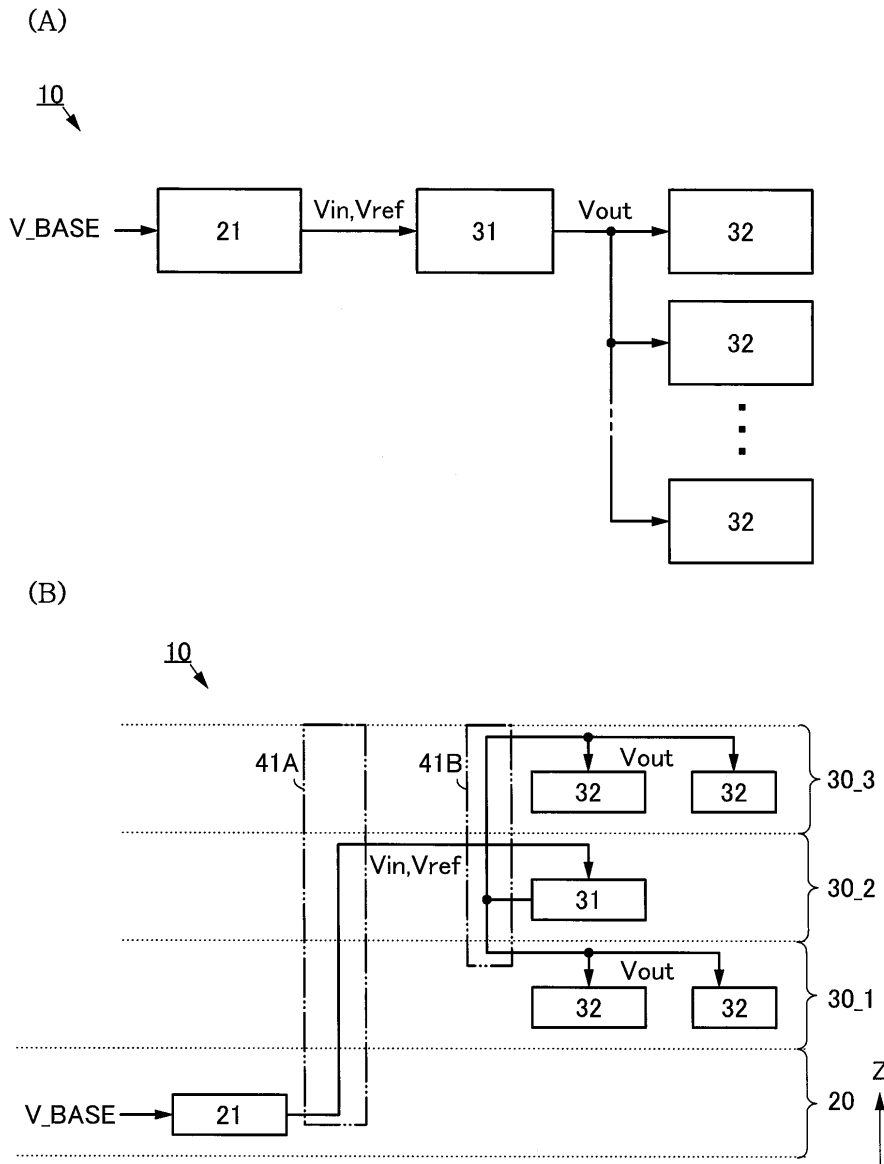 (A)
10
V_BASE
21
Vin,Vref
31
Vout
32
32
32
(B)
10
41A
41B
Vout
32
32
30_3
Vin,Vref
31
30_2
Vout
32
32
30_1
V_BASE
21
20
Z